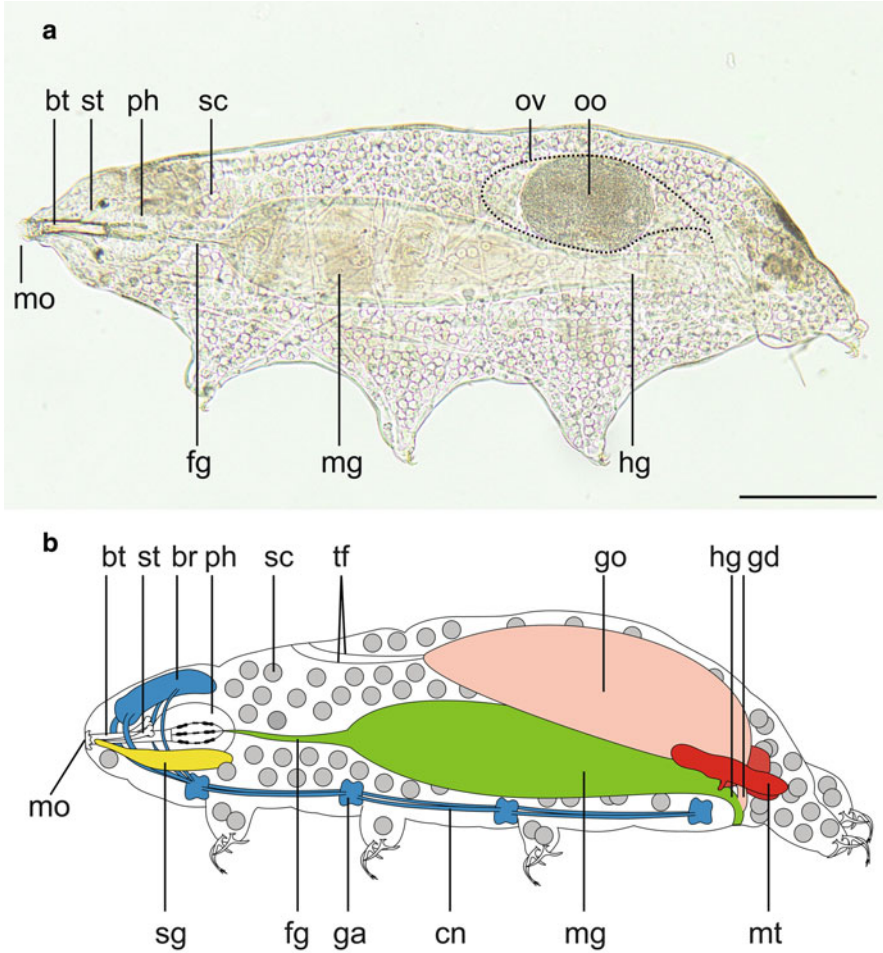 a
bt st ph sc ov oo
mo
fg mg hg
b
bt st br ph sc tf go hg gd
mo
sg fg ga cn mg mt